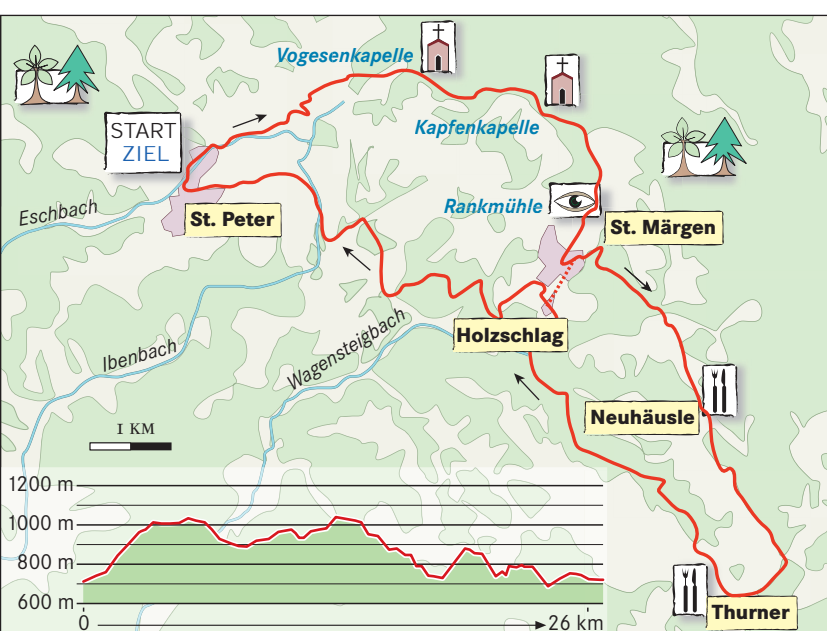 Vogesenkapelle
START
ZIEL
Kapfenkapelle
Eschbach
St. Peter
Rankmühle
St. Märgen
Ibenbach
Wagensteigbach
Holzschlag
1 KM
Neuhäusle
1200 m
1000 m
800 m
600 m
0
26 km
Thurner